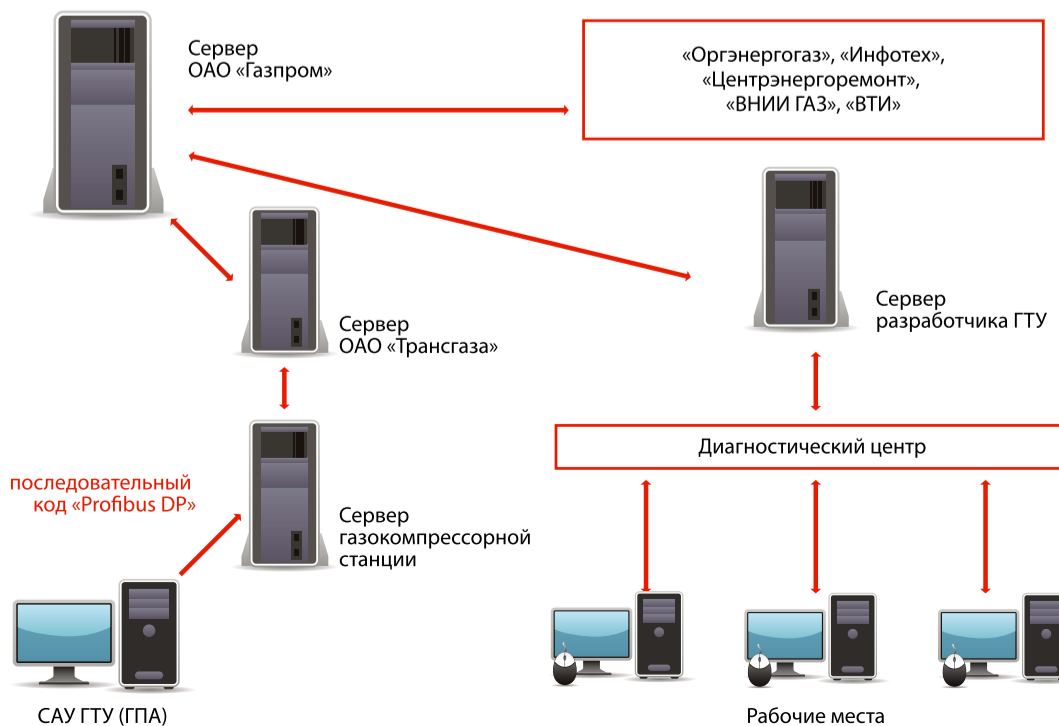 Сервер
ОАО «Газпром»
«Оргэнергогаз», «Инфотех»,
«Центрэнергоремонт»,
«ВНИИ ГАЗ», «ВТИ»
Сервер
ОАО «Трансгаза»
Сервер
разработчика ГТУ
Диагностический центр
последовательный
код «Profibus DP»
Сервер
газокомпрессорной
станции
САУ ГТУ (ГПА)
Рабочие места